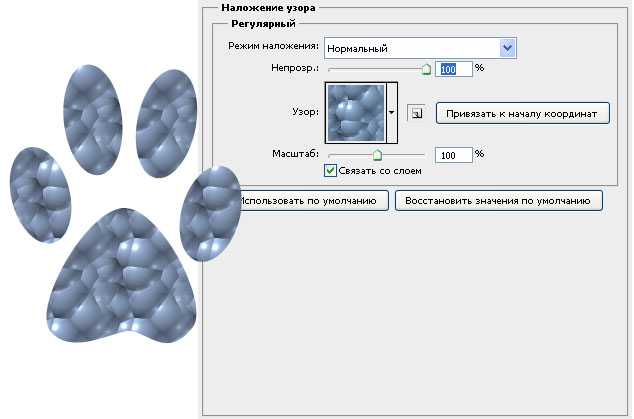 Наложение узора
Регулярный
Режим наложения: Нормальный
Непрозр.: 100 %
Узор: Привязать к началу координат
Масштаб: 100 %
Связать со слоем
Использовать по умолчанию Восстановить значения по умолчанию